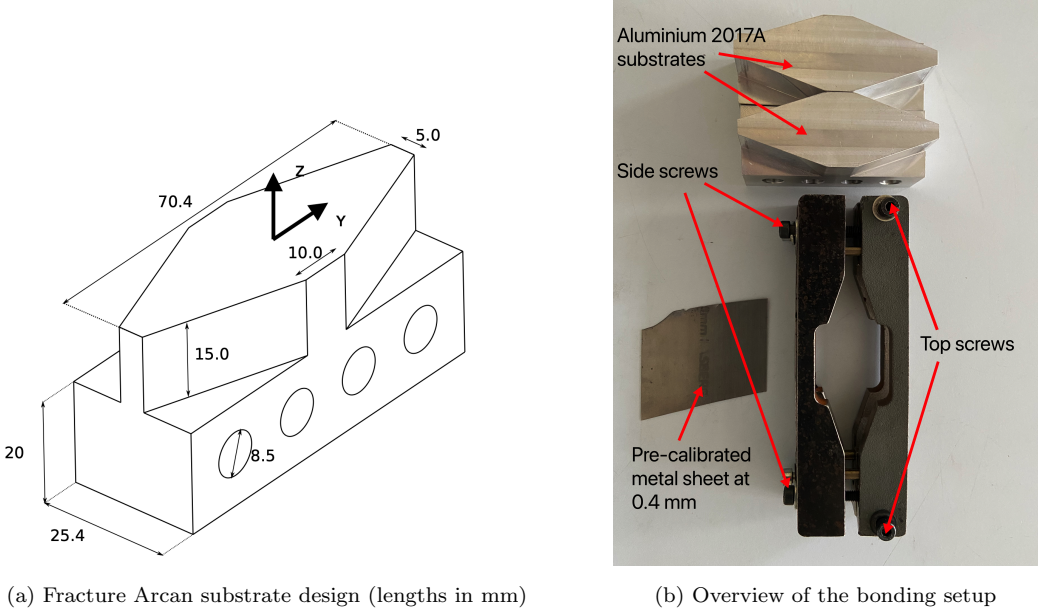 5.0
Z
70.4
Y
10.0
15.0
20
8.5
25.4
(a) Fracture Arcan substrate design (lengths in mm)
Aluminium 2017A
substrates
Side screws
Top screws
Pre-calibrated
metal sheet at
0.4 mm
(b) Overview of the bonding setup